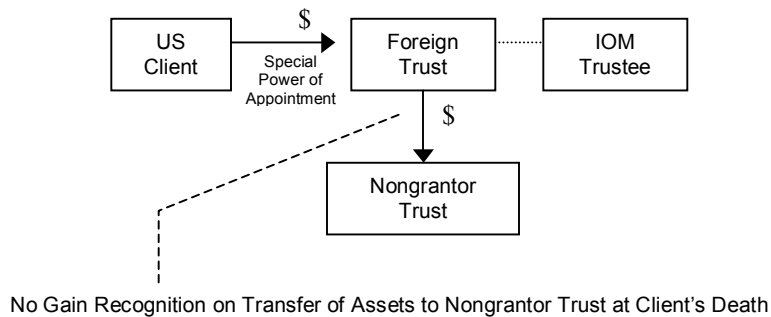 $
US
Client
Special
Power of
Appointment
Foreign
Trust
IOM
Trustee
$
Nongrantor
Trust
No Gain Recognition on Transfer of Assets to Nongrantor Trust at Client's Death